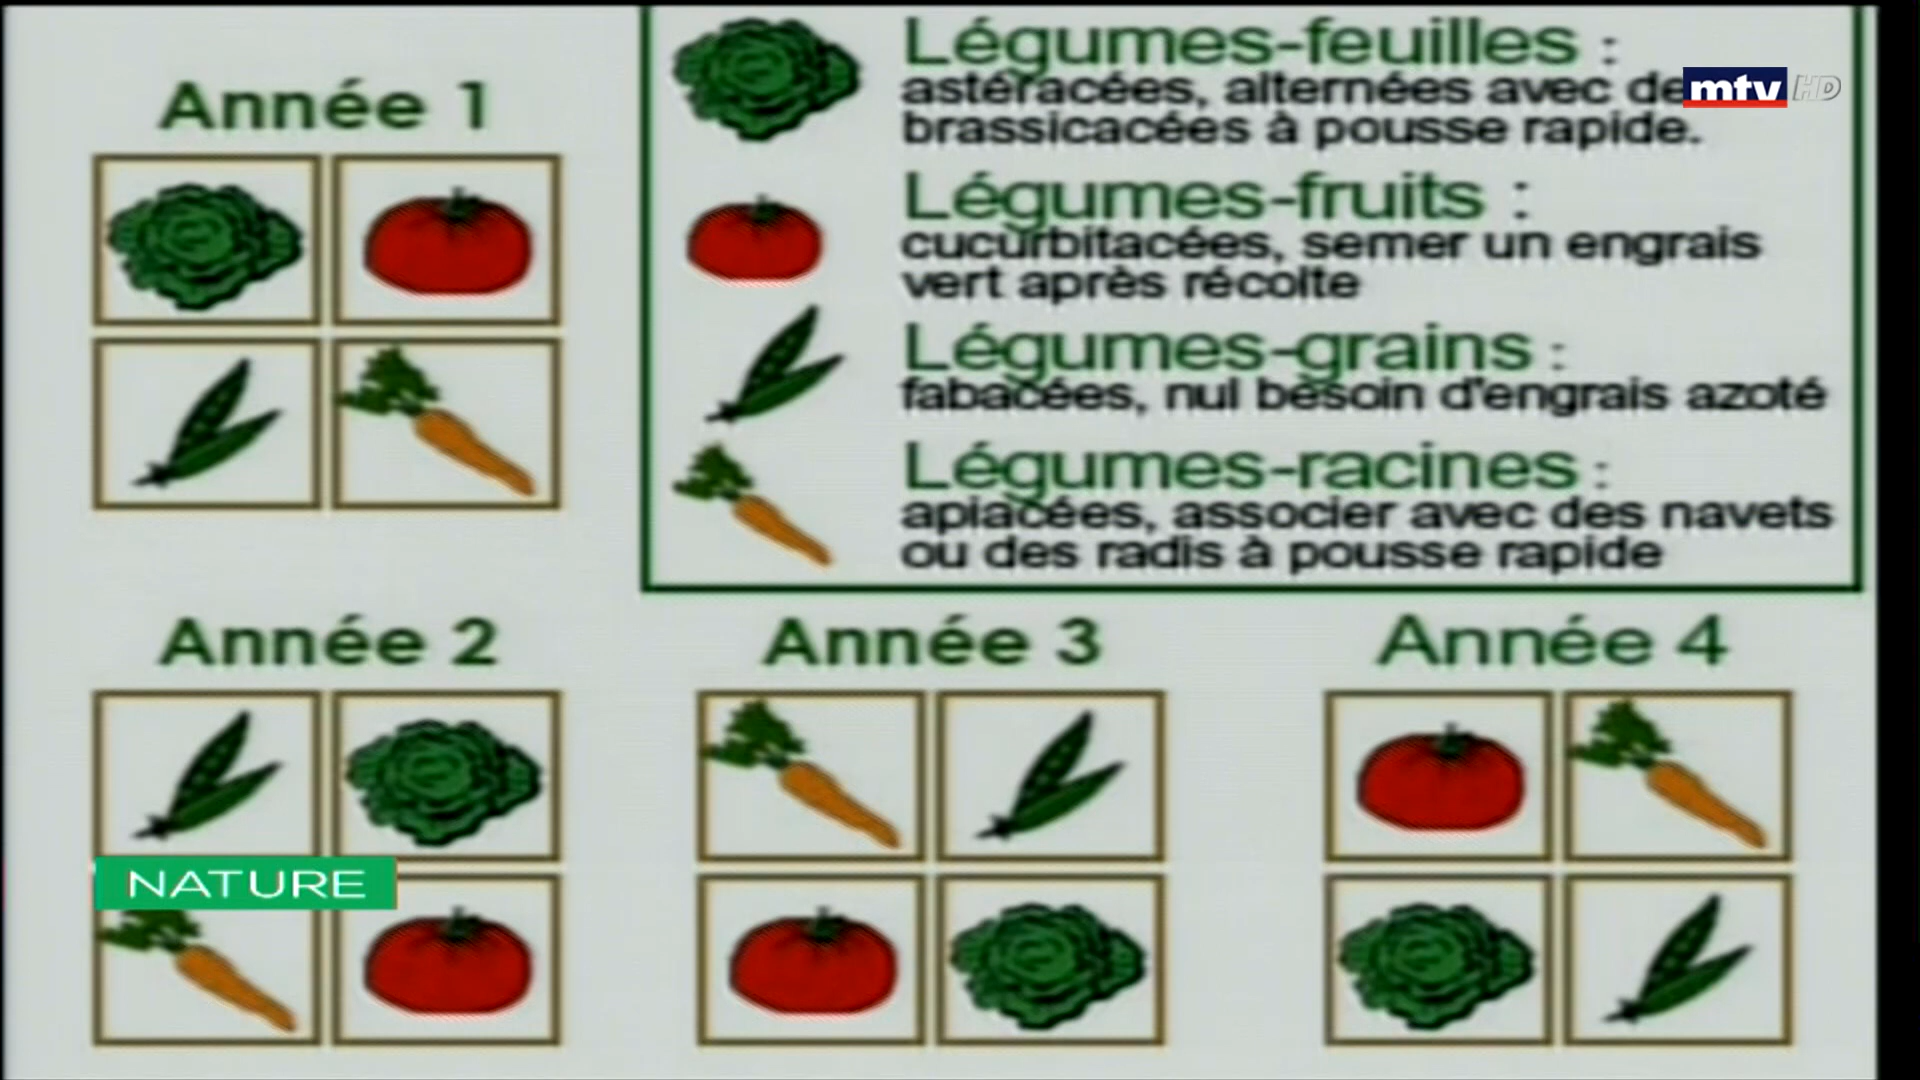 Année 1
Légumes-feuilles :
astéracées, alternées avec
brassicacées à pousse rapide.
Légumes-fruits :
cucurbitacées, semer un engrais
vert après récolte
Légumes-grains :
fabacées, nul besoin d'engrais azoté
Légumes-racines :
apiacées, associer avec des navets
ou des radis à pousse rapide
mtv HD
Année 2
Année 3
Année 4
NATURE